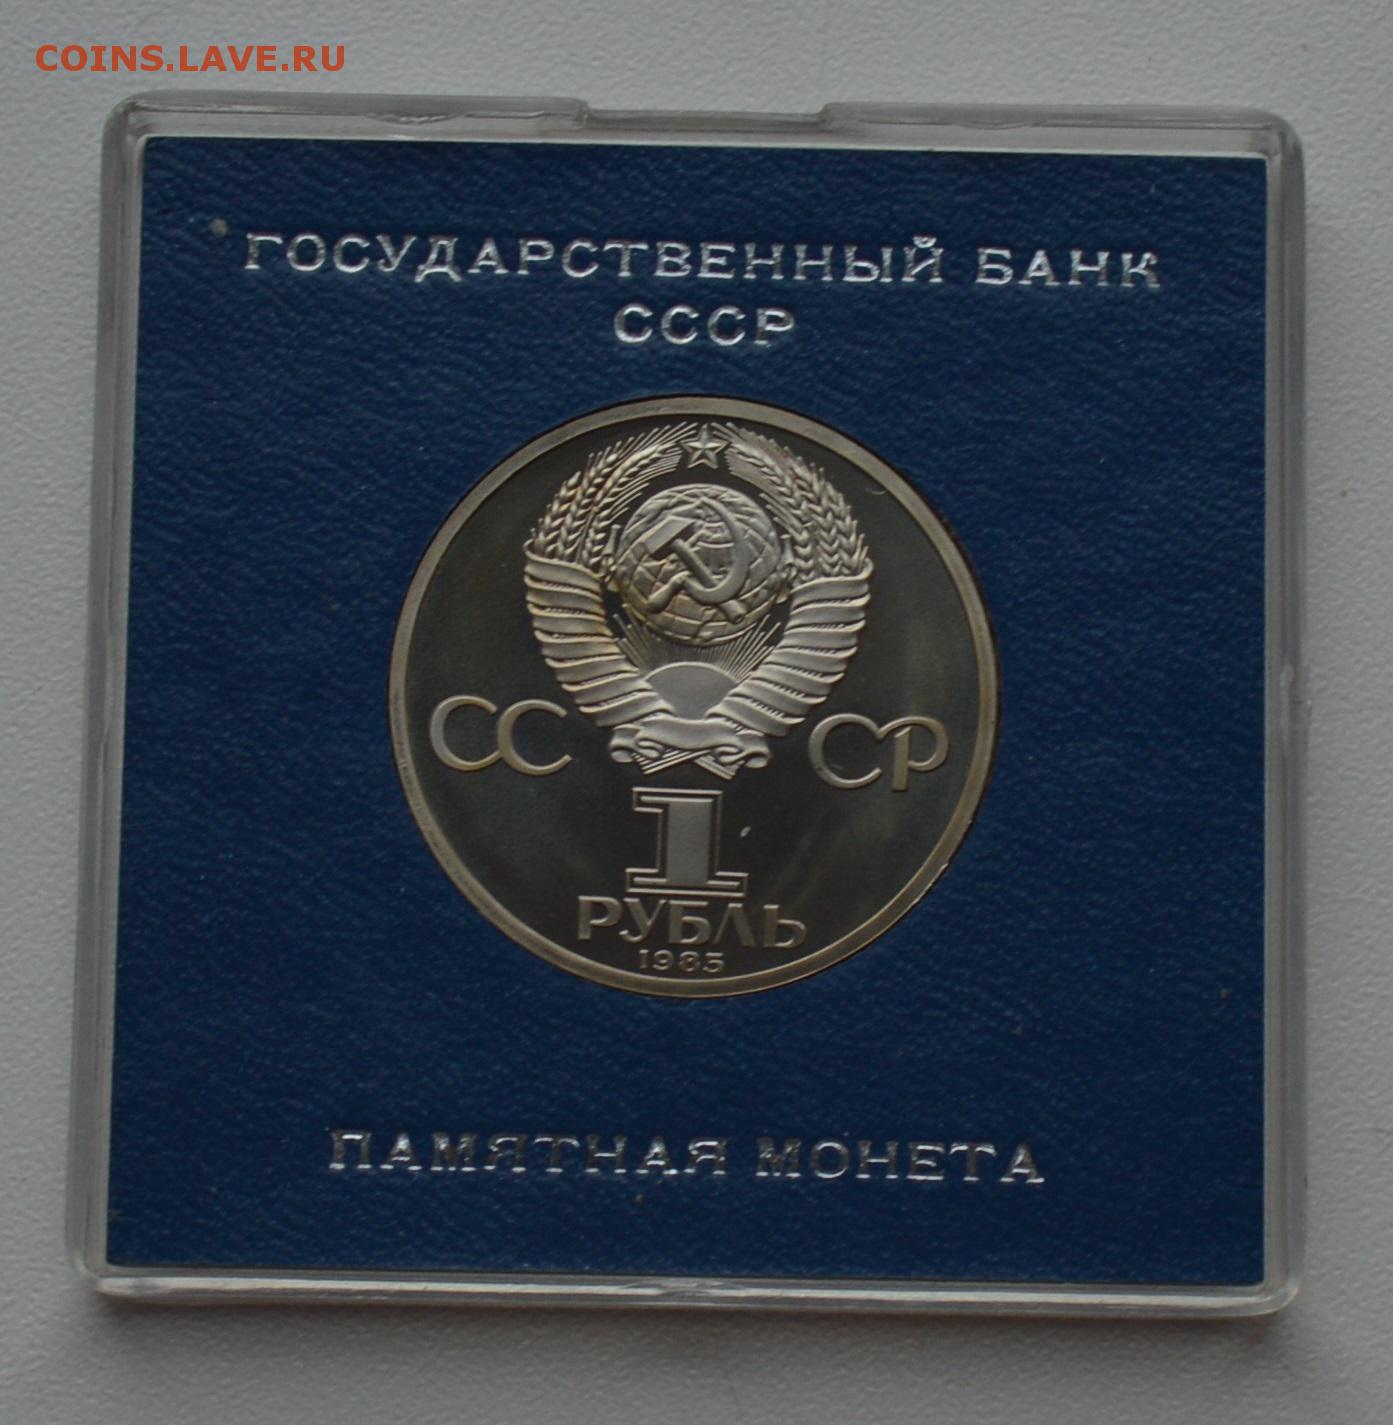 COINS.LAVE.RU
ГОСУДАРСТВЕННЫЙ БАНК
СССР
СС СР
1
РУБЛЬ
1985
ПАМЯТНАЯ МОНЕТА